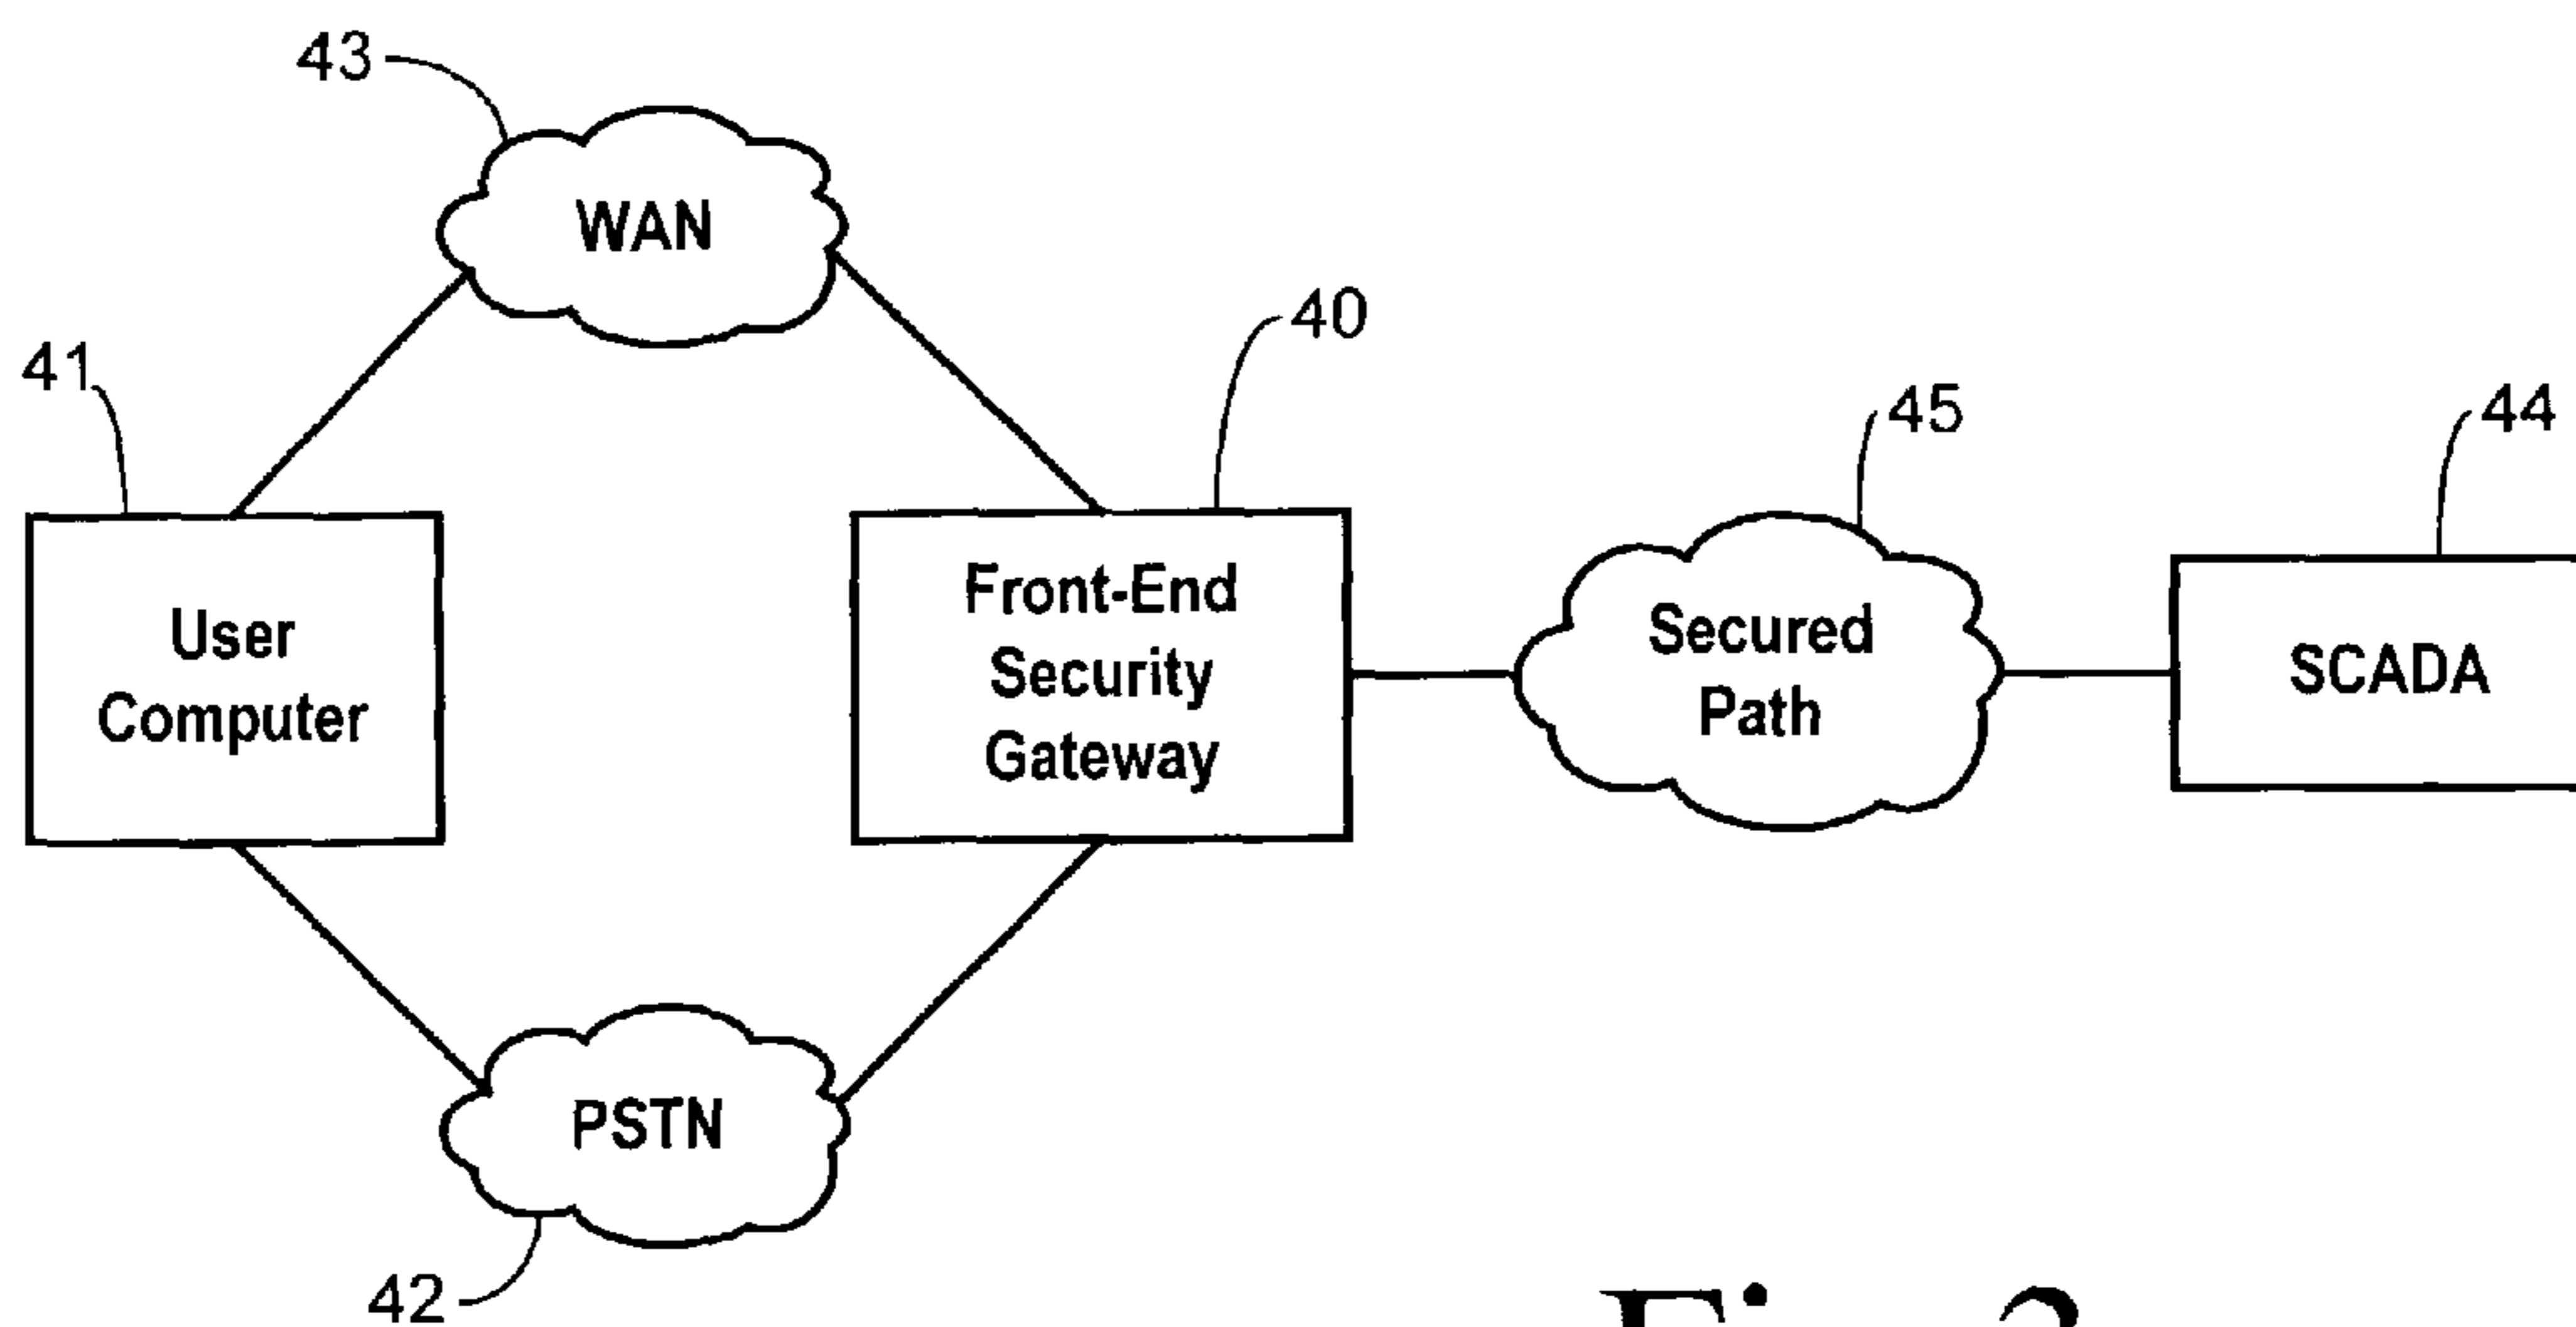 43
WAN
40
41
45
44
User
Computer
Front-End
Security
Gateway
Secured
Path
SCADA
PSTN
42